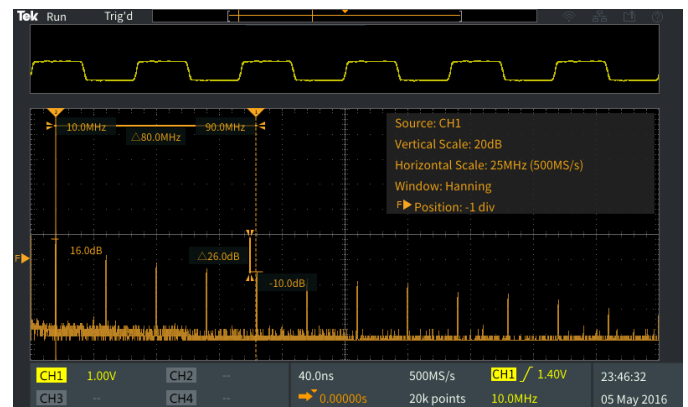 Tek Run Trig'd
10.0MHz 90.0MHz
△80.0MHz
Source: CH1
Vertical Scale: 20dB
Horizontal Scale: 25MHz (500MS/s)
Window: Hanning
F Position: -1 div
16.0dB
△26.0dB
F
-10.0dB
CH1 1.00V CH2 -- 40.0ns 500MS/s CH1 1.40V 23:46:32
CH3 -- CH4 -- 0.00000s 20k points 10.0MHz 05 May 2016